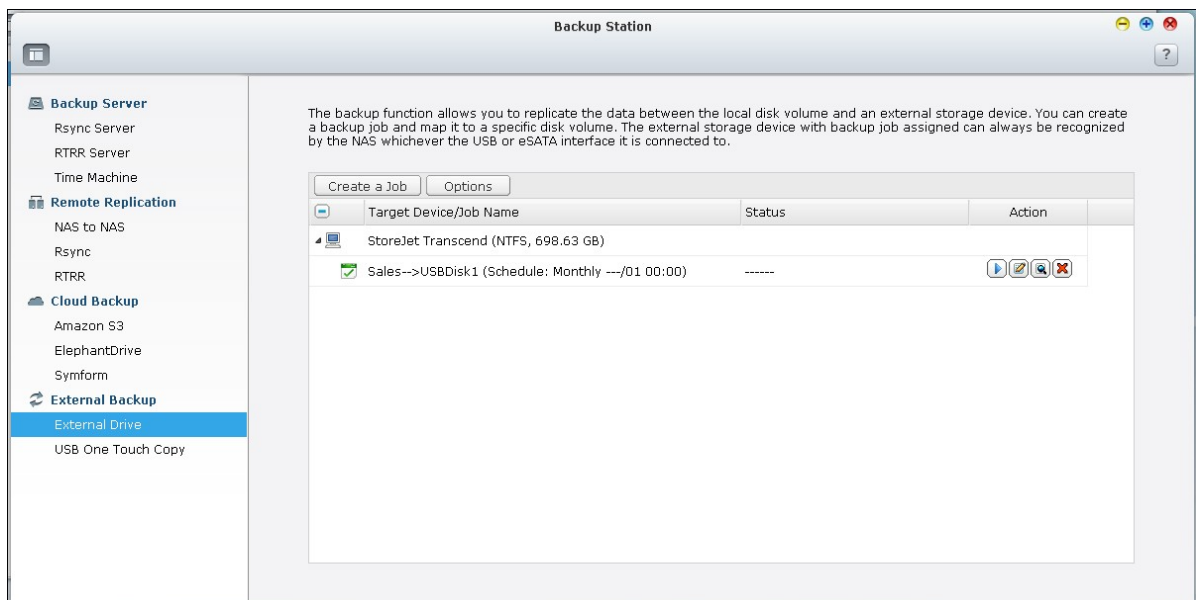 Backup Station
?
Backup Server
Rsync Server
RTRR Server
Time Machine
Remote Replication
NAS to NAS
Rsync
RTRR
Cloud Backup
Amazon S3
ElephantDrive
Symform
External Backup
External Drive
USB One Touch Copy
The backup function allows you to replicate the data between the local disk volume and an external storage device. You can create
a backup job and map it to a specific disk volume. The external storage device with backup job assigned can always be recognized
by the NAS whichever the USB or eSATA interface it is connected to.
Create a Job Options
Target Device/Job Name Status Action
StoreJet Transcend (NTFS, 698.63 GB)
Sales-->USBDisk1 (Schedule: Monthly ---/01 00:00) ------